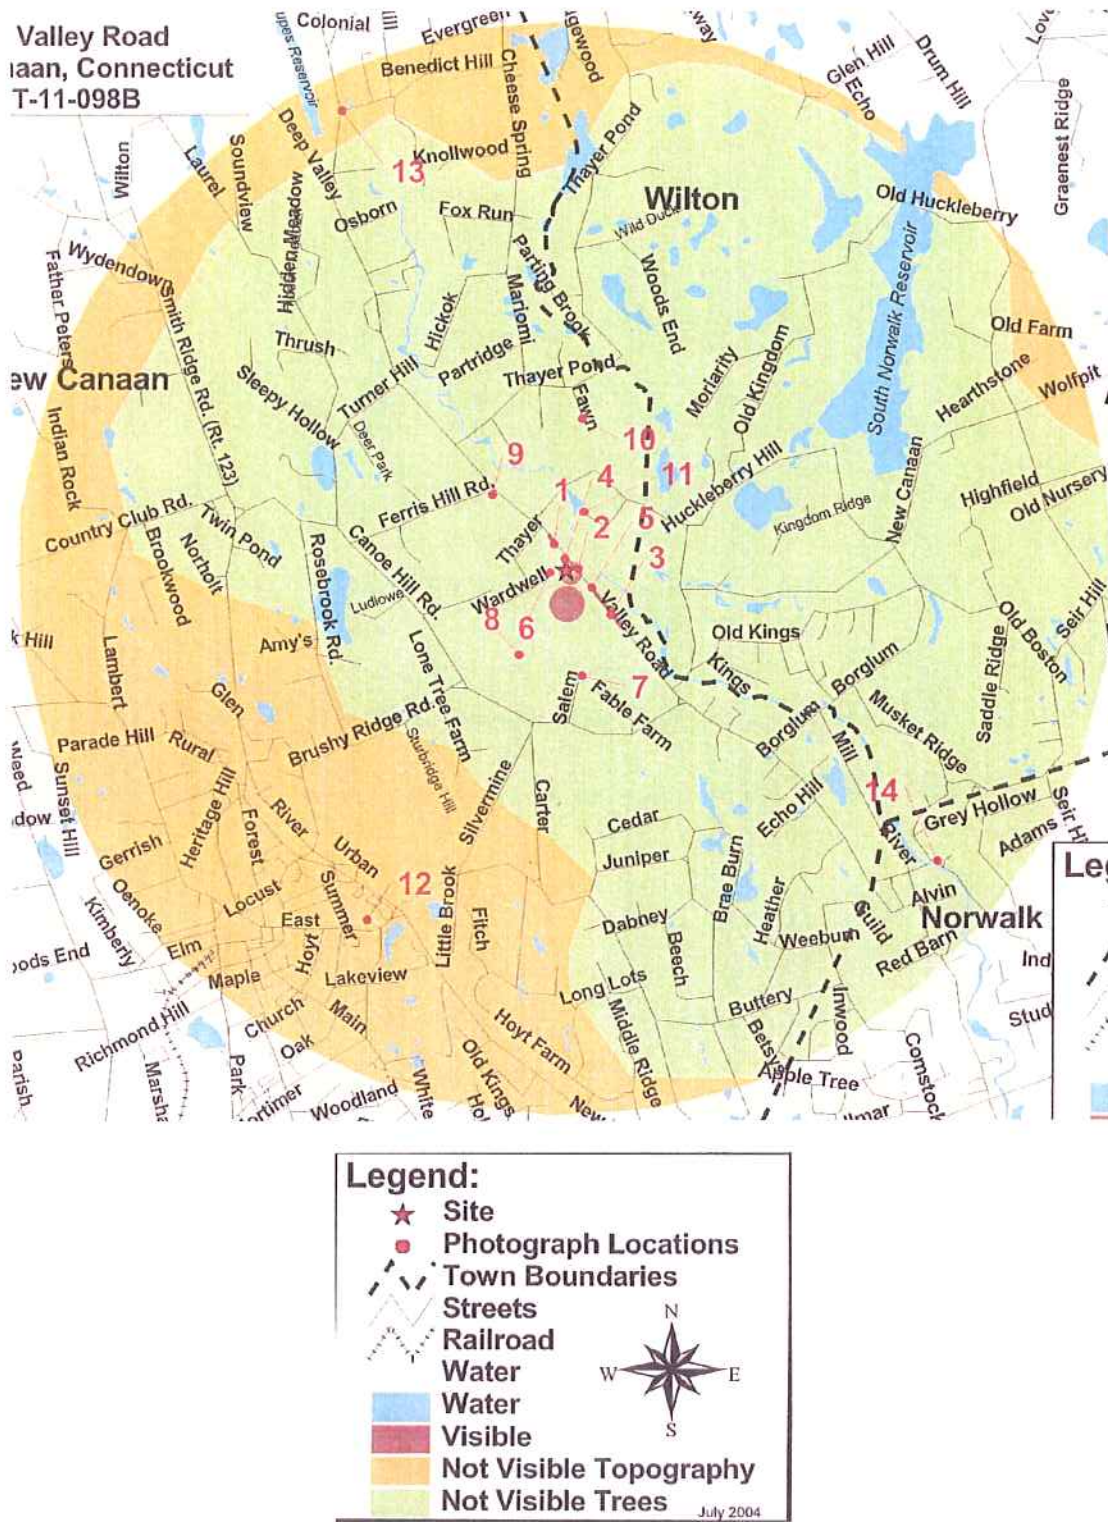 Valley Road
naan, Connecticut
T-11-098B
Colonial
Evergreen
Benedict Hill
Cheese Spring
Glen Hill
Echo
Drum Hill
Graenest Ridge
Deep Valley
Soundview
Laurel
Wilton
13
Knollwood
Thayer Pond
Wilton
Old Huckleberry
Osborn
Fox Run
Wild Duck
Hidden Meadow
Wydendown
Father Peters
Smith Ridge Rd. (Rt. 123)
Parting Brook
Woods End
Mariomi
Hickok
South Norwalk Reservoir
Old Farm
Thrush
Partridge
Thayer Pond
Moriarity
Old Kingdom
Hearthstone
Wolfpit
ew Canaan
Sleepy Hollow
Turner Hill
Fawn
Indian Rock
Deer Park
9
10
11
4
1
2
5
3
Huckleberry Hill
Kingdom Ridge
New Canaan
Highfield
Old Nursery
Country Club Rd.
Twin Pond
Ferris Hill Rd.
Thayer
Brookwood
Northolt
Rosebrook Rd.
Canoe Hill Rd.
Ludlowe
Wardwell
8
6
Valley Road
Old Kings
Old Boston
Seir Hill
k Hill
Lambert
Amy's
Lone Tree Farm
Salem
7
Fable Farm
Kings
Borglum
Saddle Ridge
Glen
Brushy Ridge Rd.
Borglum
Musket Ridge
Parade Hill
Rural
Mill
Weed
Sunset Hill
Heritage Hill
River
Silvermine
Carter
Echo Hill
14
Grey Hollow
Forest
Cedar
River
Adams
Gerrish
Urban
Juniper
Oenoke
Locust
Summer
12
Little Brook
Fitch
Brae Burn
Heather
Alvin
Kimberly
East
Dabney
Guild
Norwalk
Elm
Hoyt
Beech
Weeburn
Red Barn
oods End
Maple
Lakeview
Long Lots
Buttery
Inwood
Ind
Stud
Richmond Hill
Church
Main
Hoyt Farm
Middle Ridge
Betsys
Comstock
Oak
Old Kings
Apple Tree
Parish
Park
Woodland
White
New
Legend:
Site
Photograph Locations
Town Boundaries
Streets
Railroad
Water
Water
Visible
Not Visible Topography
Not Visible Trees
N
W
E
S
July 2004